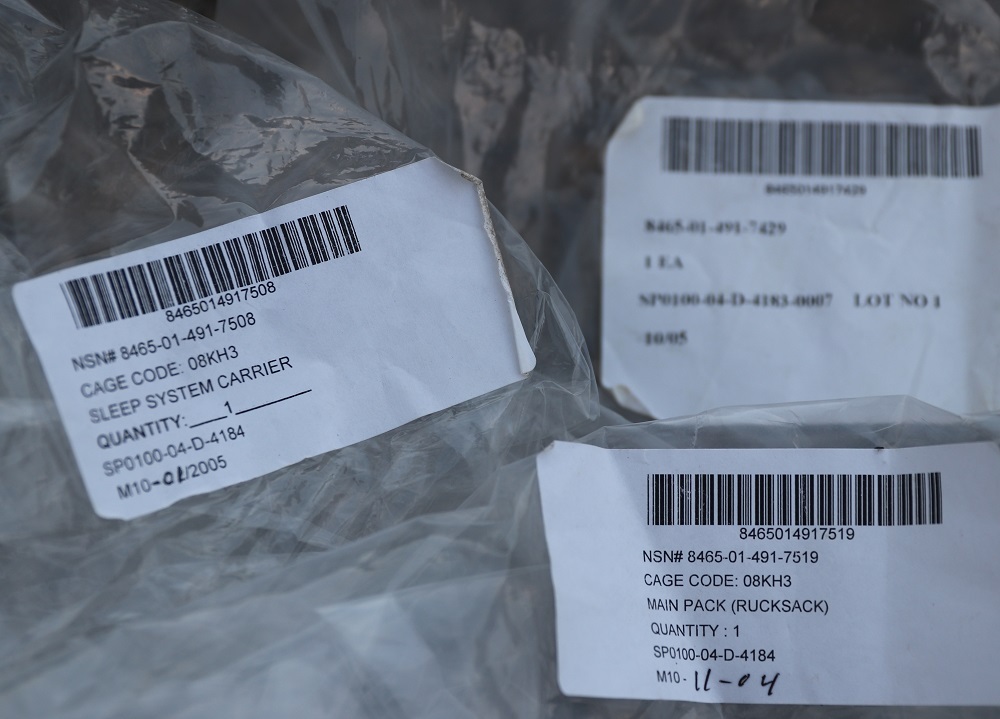 8465014917508
NSN# 8465-01-491-7508
CAGE CODE: 08KH3
SLEEP SYSTEM CARRIER
QUANTITY:___1________
SP0100-04-D-4184
M10-01/2005
8465014917429
8465-01-491-7429
1 EA
SP0100-04-D-4183-0007 LOT NO 1
10/05
8465014917519
NSN# 8465-01-491-7519
CAGE CODE: 08KH3
MAIN PACK (RUCKSACK)
QUANTITY : 1
SP0100-04-D-4184
M10-11-04